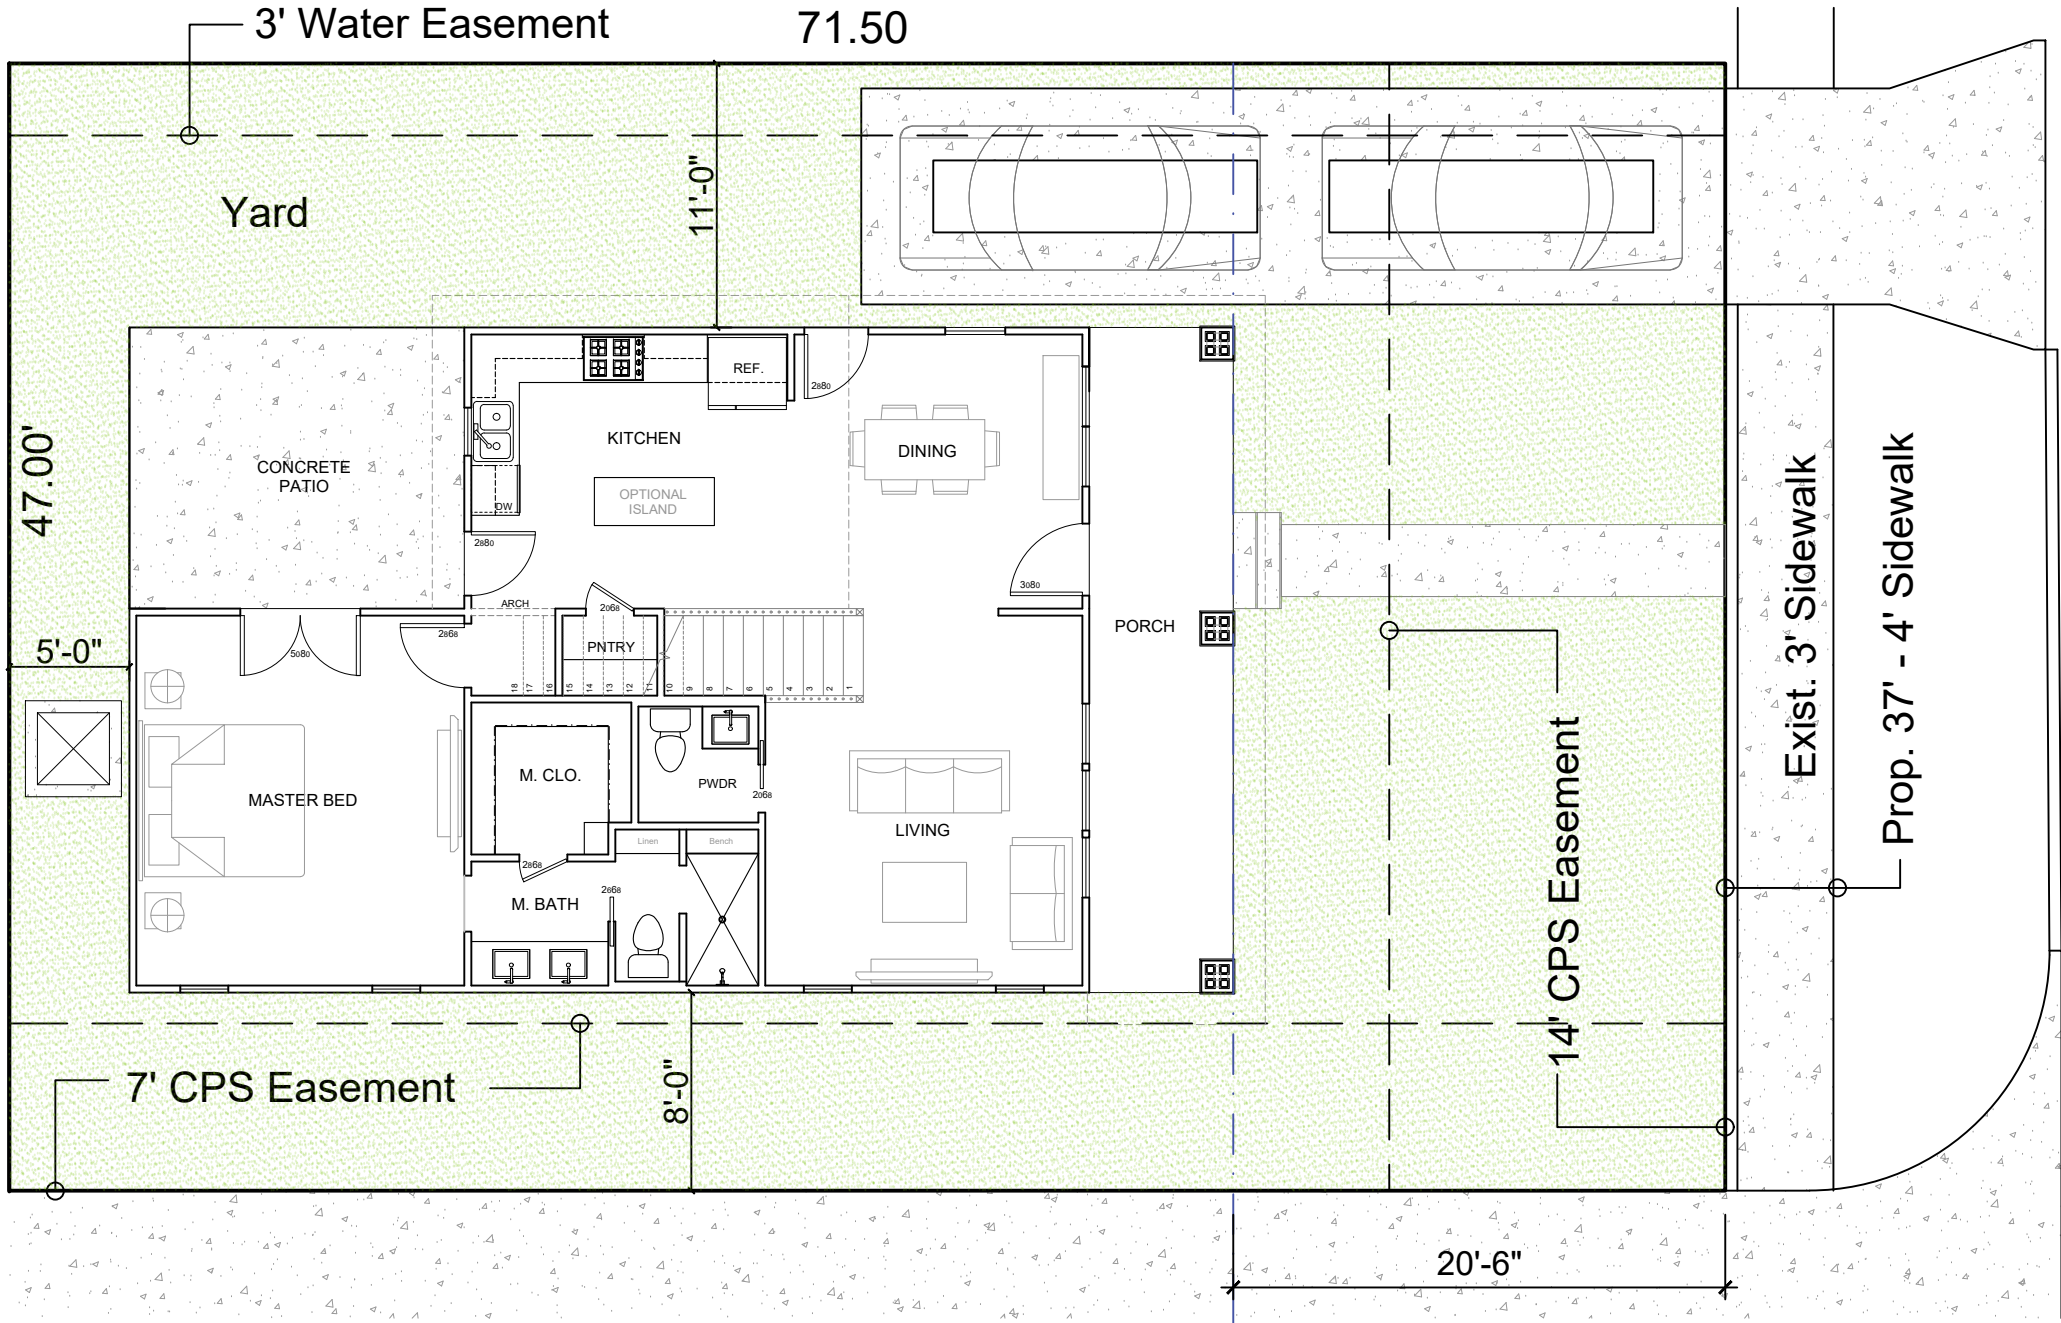 3' Water Easement
71.50
Yard
11'-0"
47.00'
CONCRETE
PATIO
KITCHEN
REF.
2880
DINING
OPTIONAL
ISLAND
DW
2880
3080
ARCH
2068
2868
5080
PNTRY
PORCH
5'-0"
18
17
16
15
14
13
12
11
10
9
8
7
6
5
4
3
2
1
M. CLO.
PWDR
2068
MASTER BED
LIVING
Linen
Bench
2868
2068
M. BATH
Exist. 3' Sidewalk
Prop. 37' - 4' Sidewalk
14' CPS Easement
7' CPS Easement
8'-0"
20'-6"